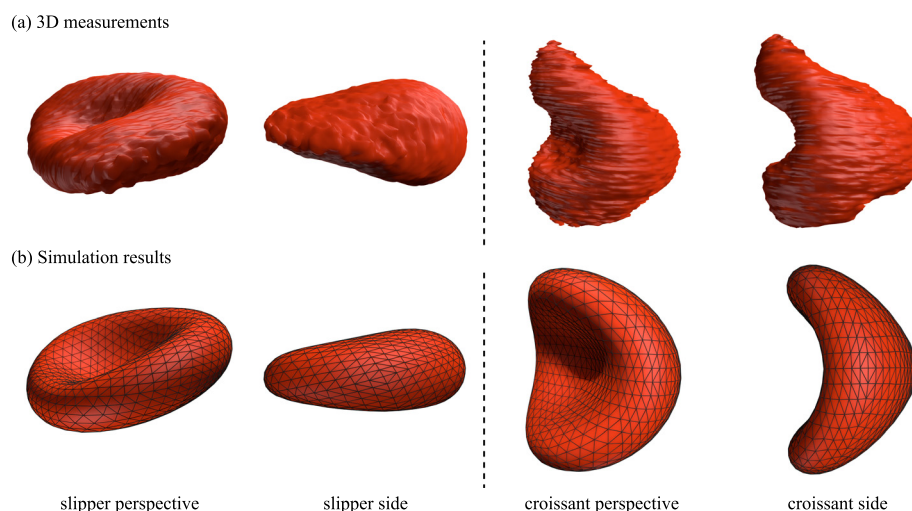 (a) 3D measurements
(b) Simulation results
slipper perspective
slipper side
croissant perspective
croissant side